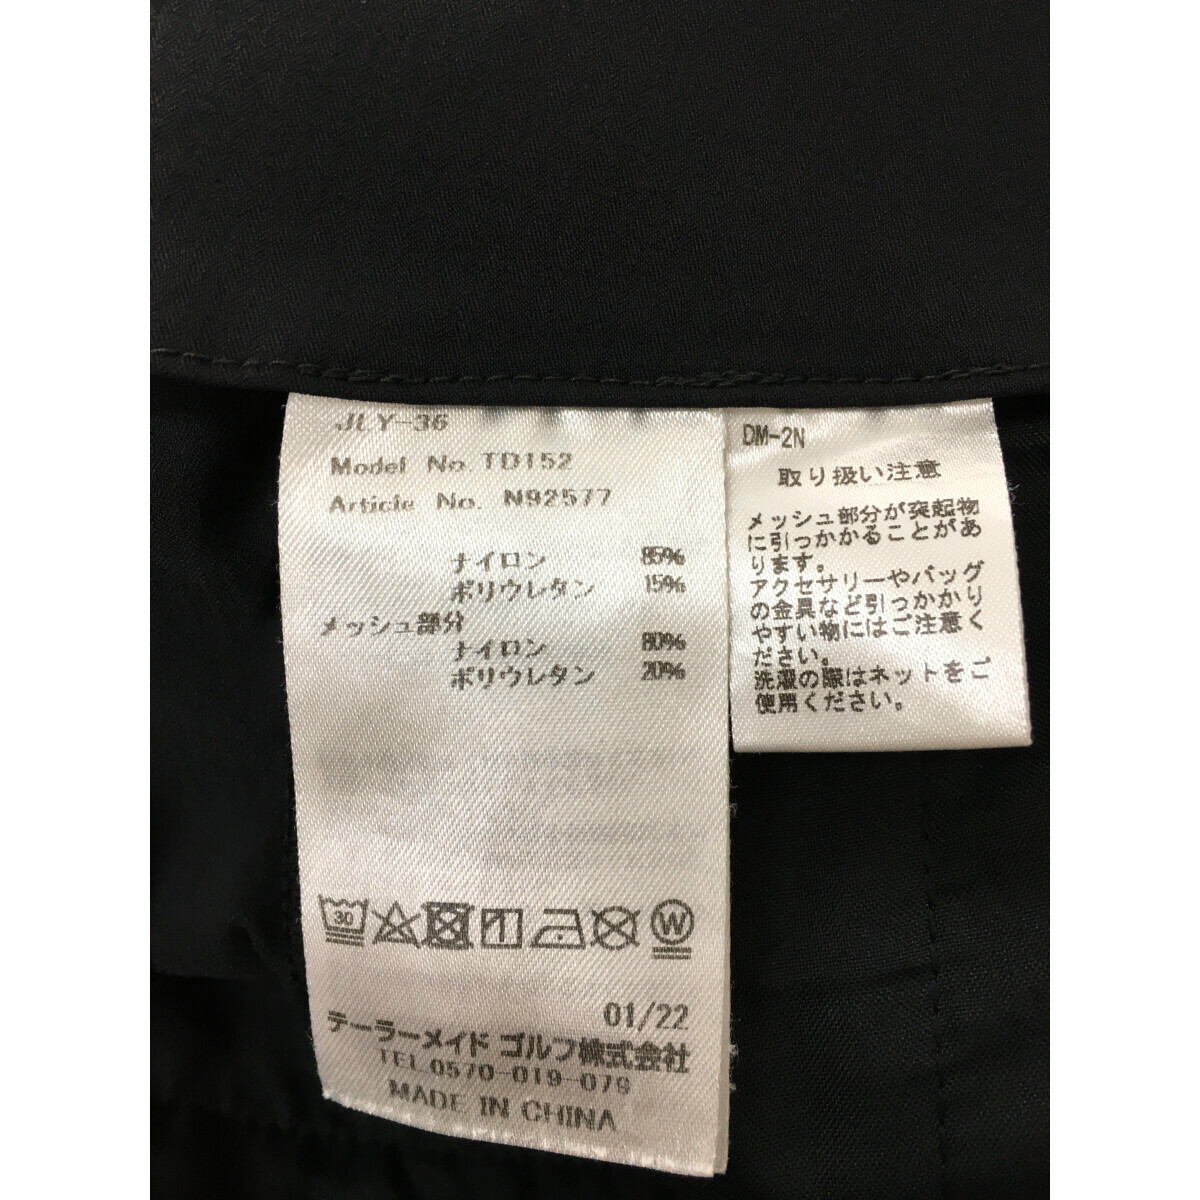 JLY-36
Model No. TD152
Article No. N92577
ナイロン 85%
ポリウレタン 15%
メッシュ部分
ナイロン 80%
ポリウレタン 20%
30
W
01/22
テーラーメイド ゴルフ株式会社
TEL.0570-019-079
MADE IN CHINA
DM-2N
取り扱い注意
メッシュ部分が突起物
に引っかかることがあ
ります。
アクセサリーやバッグ
の金具など引っかかり
やすい物にはご注意く
ださい。
洗濯の際はネットをご
使用ください。